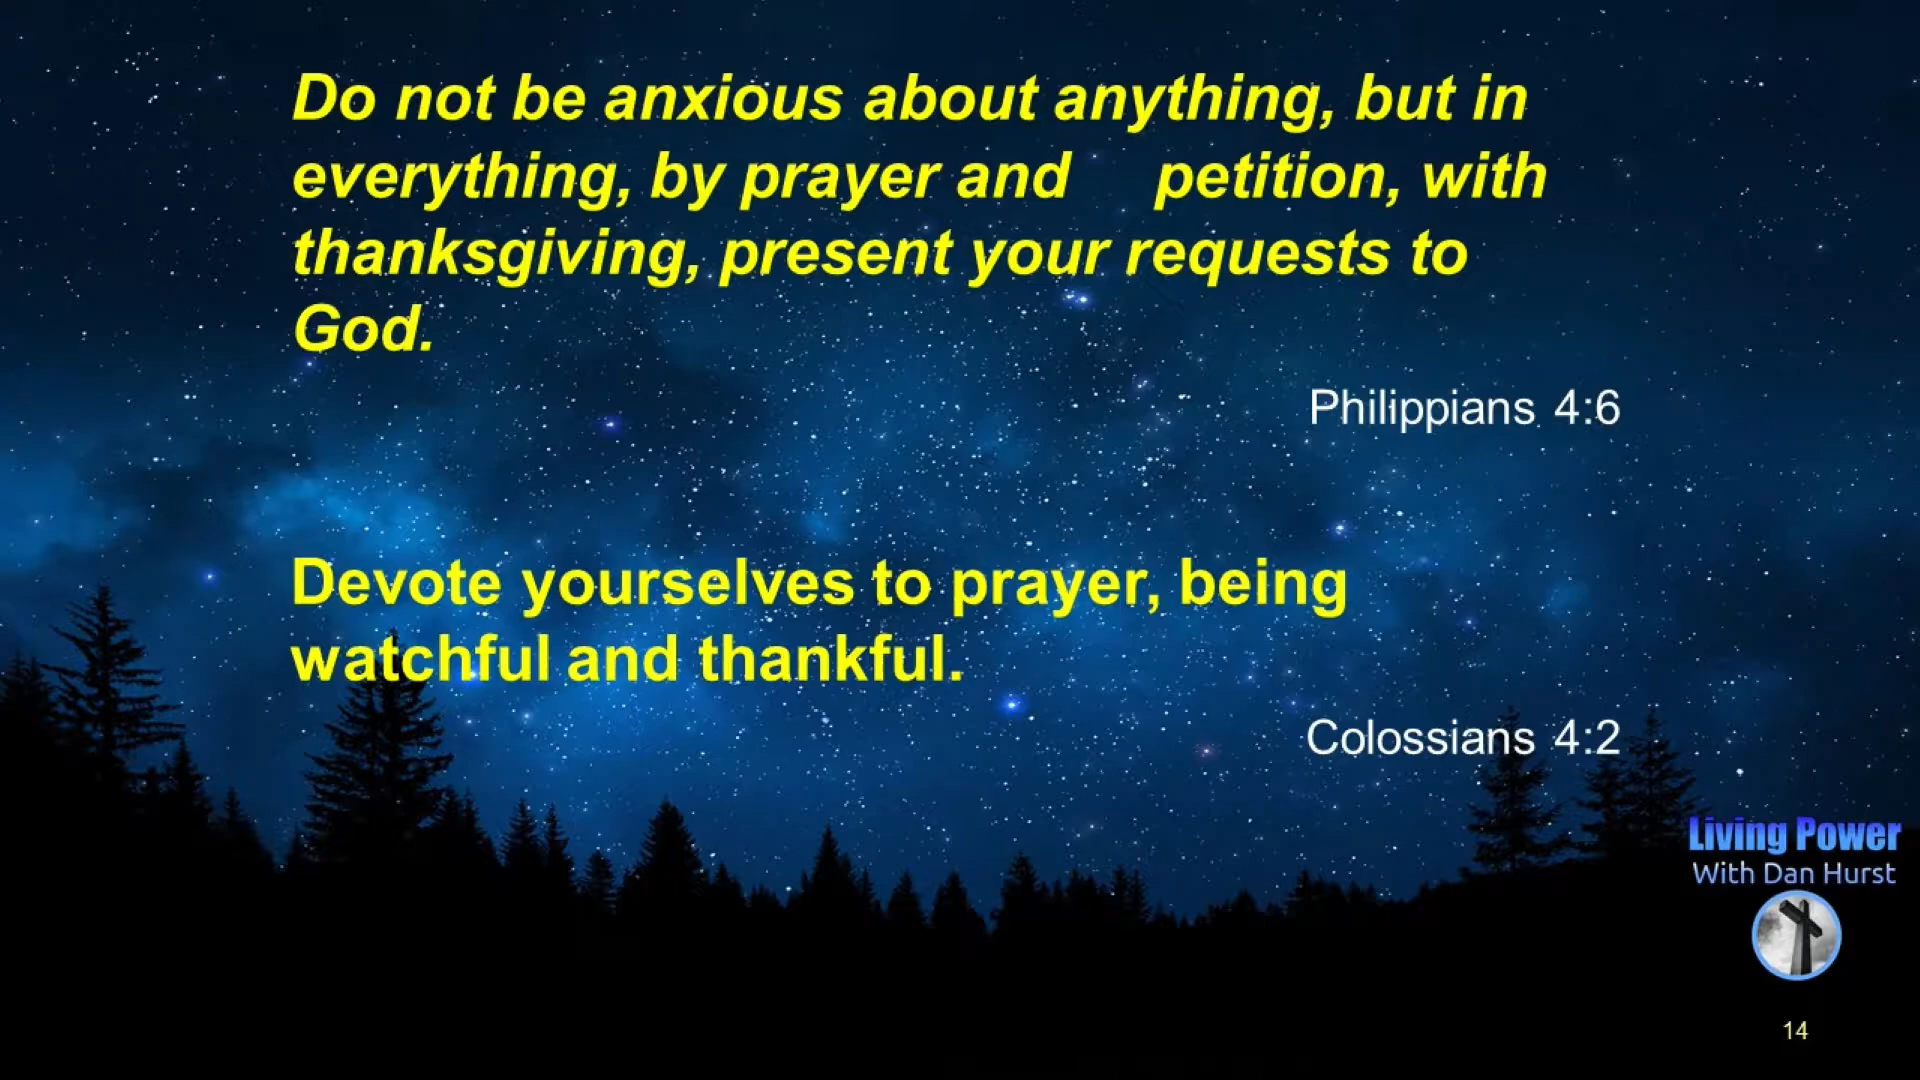 Do not be anxious about anything, but in
everything, by prayer and petition, with
thanksgiving, present your requests to
God.
Philippians 4:6
Devote yourselves to prayer, being
watchful and thankful.
Colossians 4:2
Living Power
With Dan Hurst
14